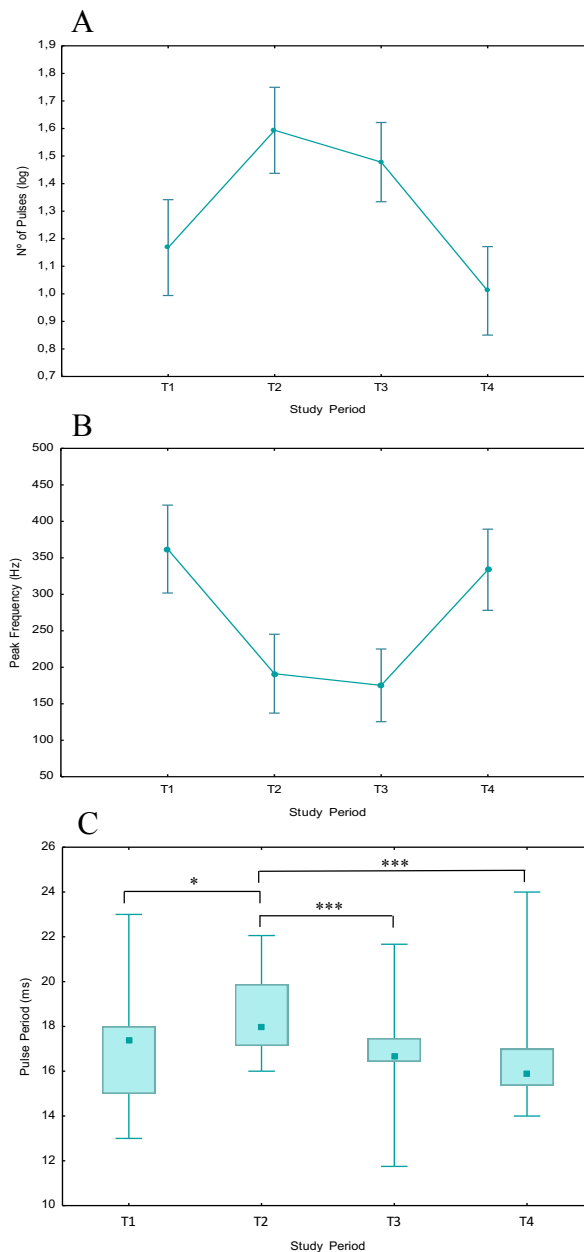 A
1,9
1,8
1,7
1,6
1,5
1,4
1,3
1,2
1,1
1,0
0,9
0,8
0,7
Nº of Pulses (log)
T1 T2 T3 T4
Study Period
B
500
450
400
350
300
250
200
150
100
50
Peak Frequency (Hz)
T1 T2 T3 T4
Study Period
C
26
24
22
20
18
16
14
12
10
Pulse Period (ms)
* *** ***
T1 T2 T3 T4
Study Period